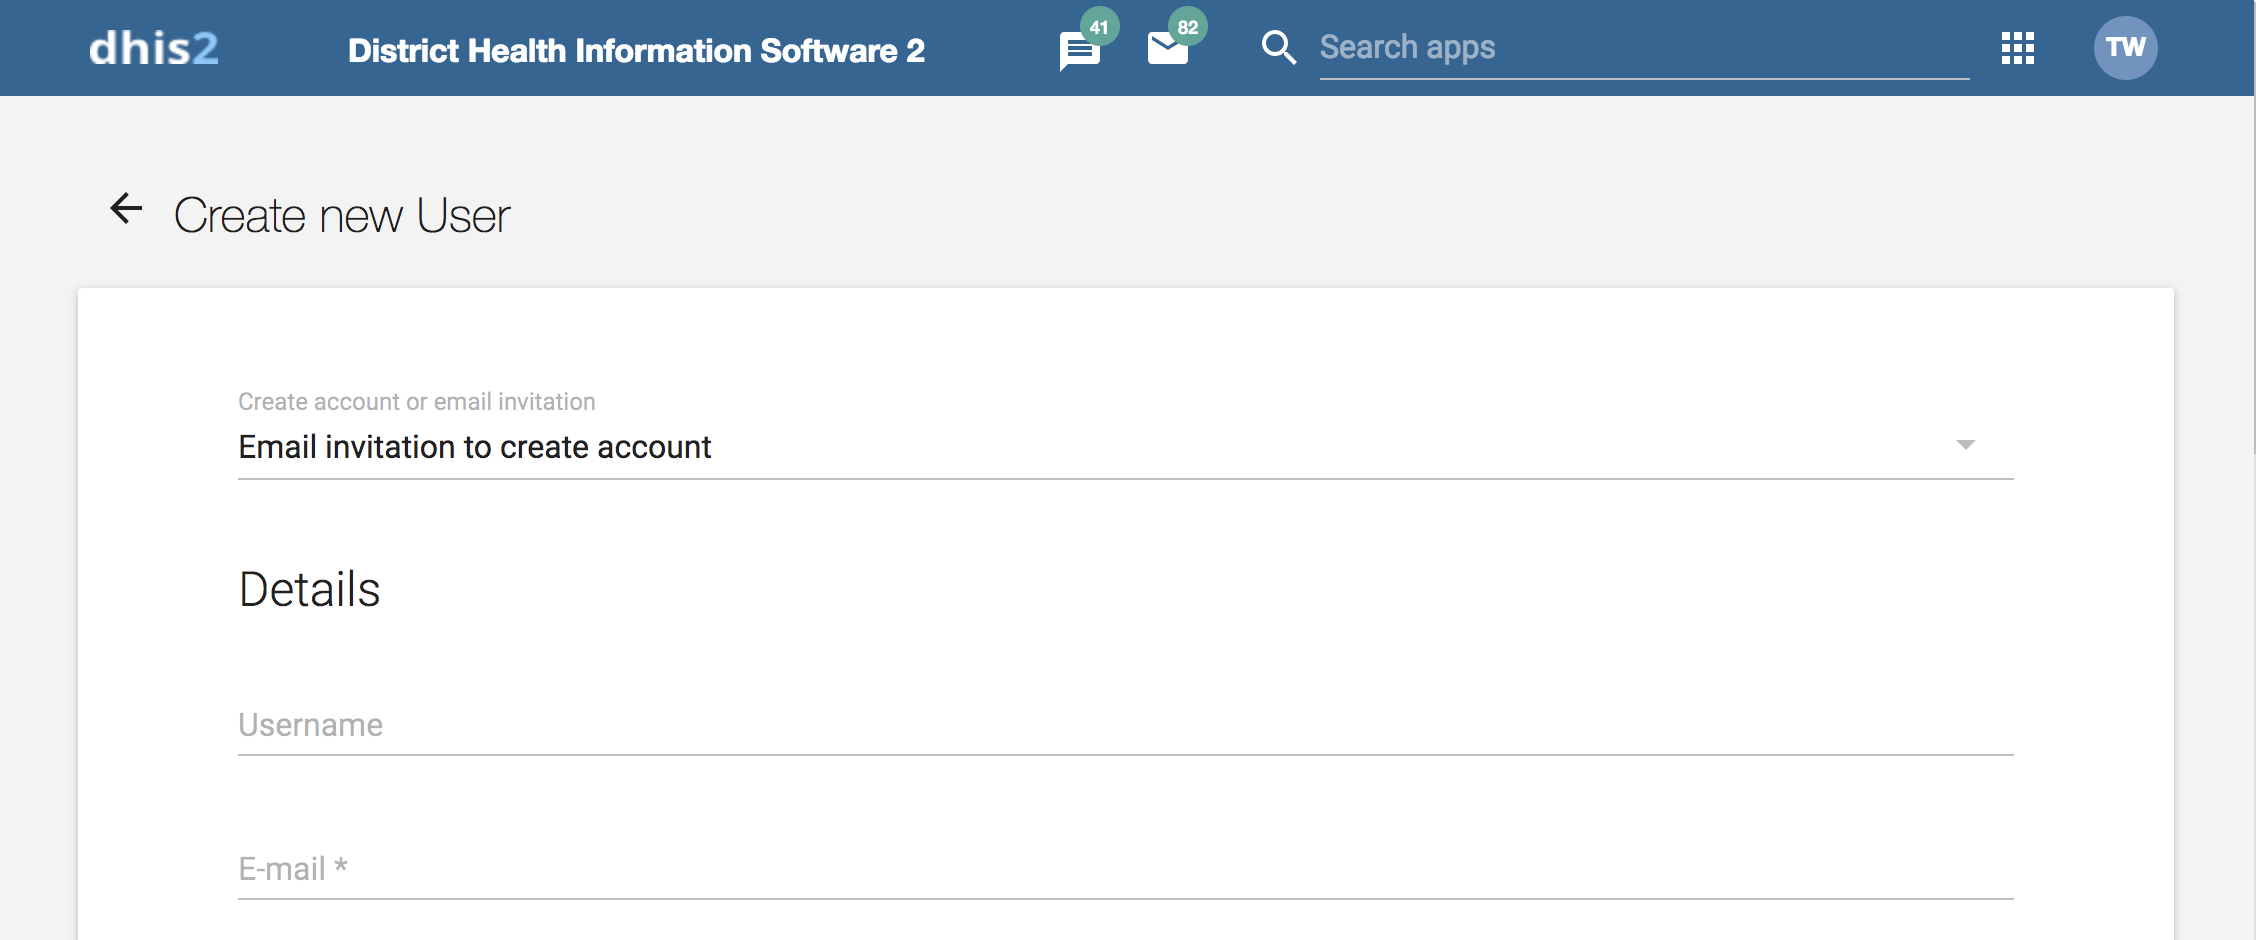 dhis2
District Health Information Software 2
41
82
Search apps
TW
Create new User
Create account or email invitation
Email invitation to create account
Details
Username
E-mail *